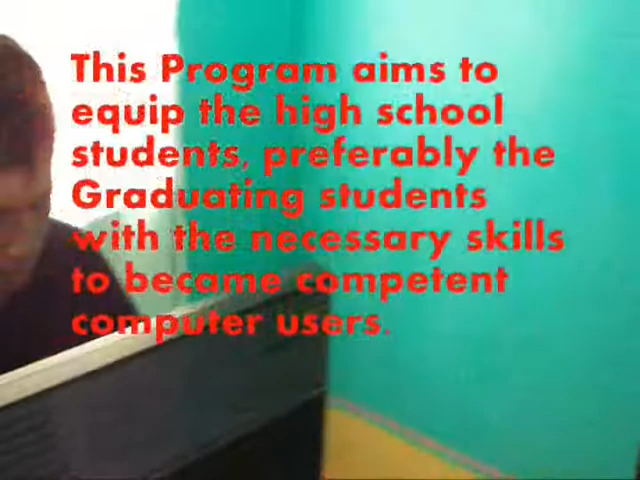 This Program aims to
equip the high school
students, preferably the
Graduating students
with the necessary skills
to became competent
computer users.